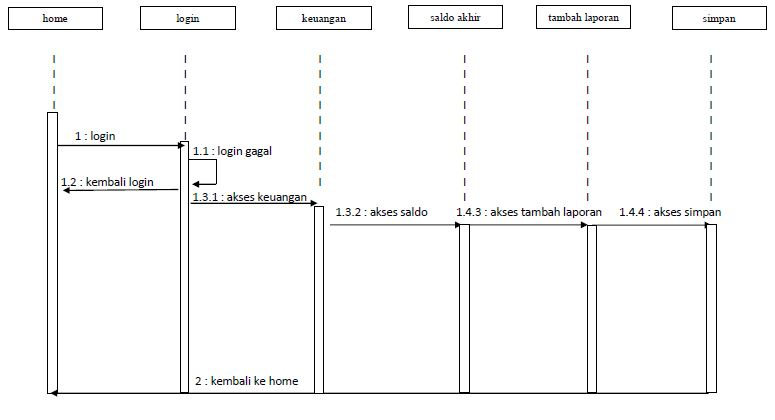 home
login
keuangan
saldo akhir
tambah laporan
simpan
1 : login
1.1 : login gagal
1.2 : kembali login
1.3.1 : akses keuangan
1.3.2 : akses saldo
1.4.3 : akses tambah laporan
1.4.4 : akses simpan
2 : kembali ke home